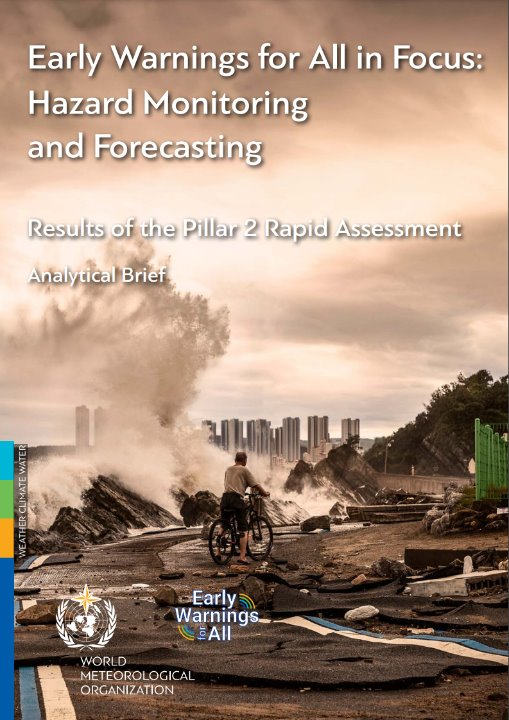 Early Warnings for All in Focus:
Hazard Monitoring
and Forecasting
Results of the Pillar 2 Rapid Assessment
Analytical Brief
WEATHER CLIMATE WATER
Early
Warnings
for All
WORLD
METEOROLOGICAL
ORGANIZATION